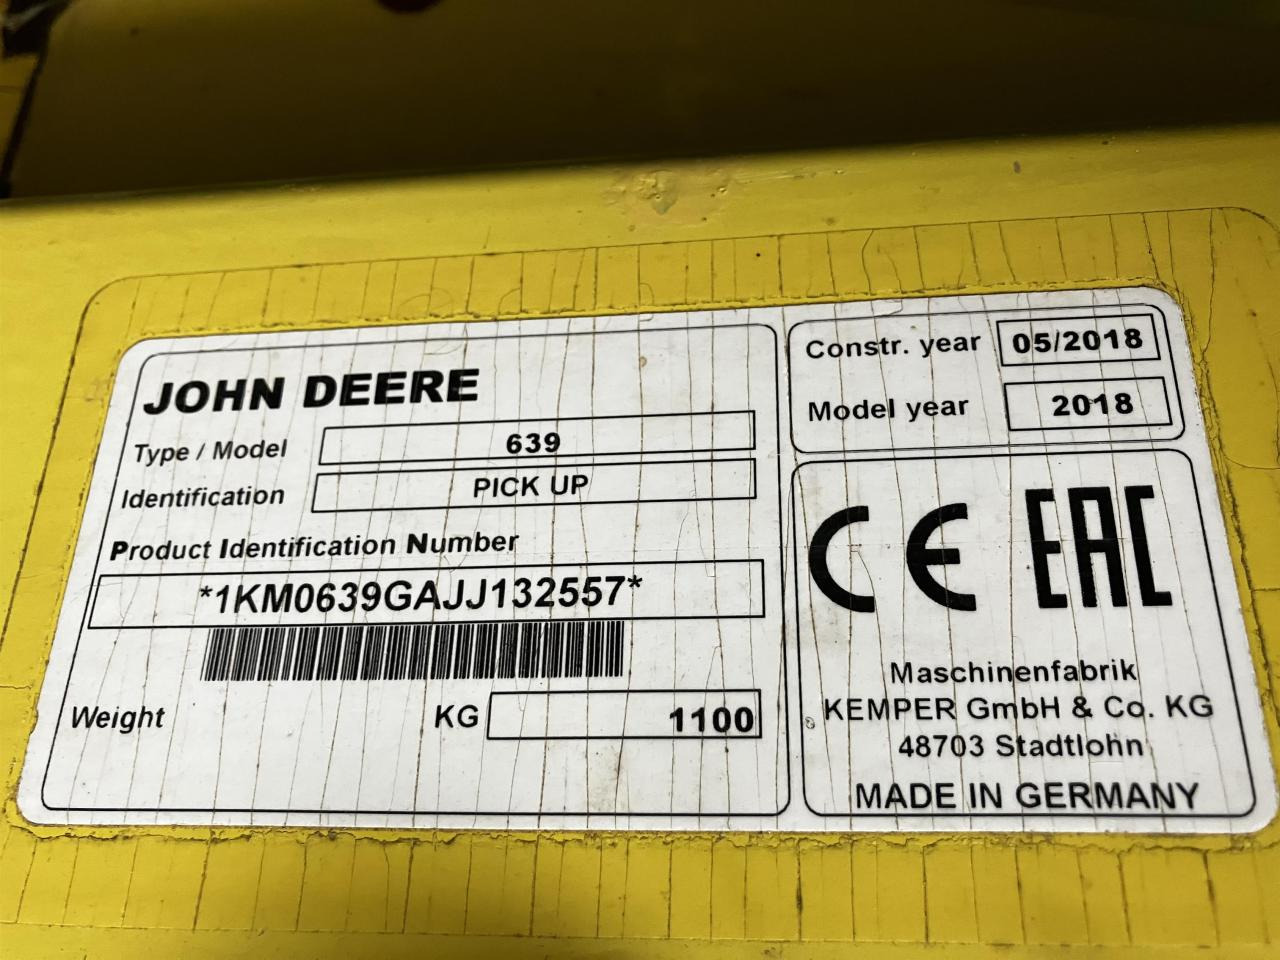 JOHN DEERE
Type / Model 639
Identification PICK UP
Product Identification Number
*1KM0639GAJJ132557*
Weight KG 1100
Constr. year 05/2018
Model year 2018
CE EAC
Maschinenfabrik
KEMPER GmbH & Co. KG
48703 Stadtlohn
MADE IN GERMANY